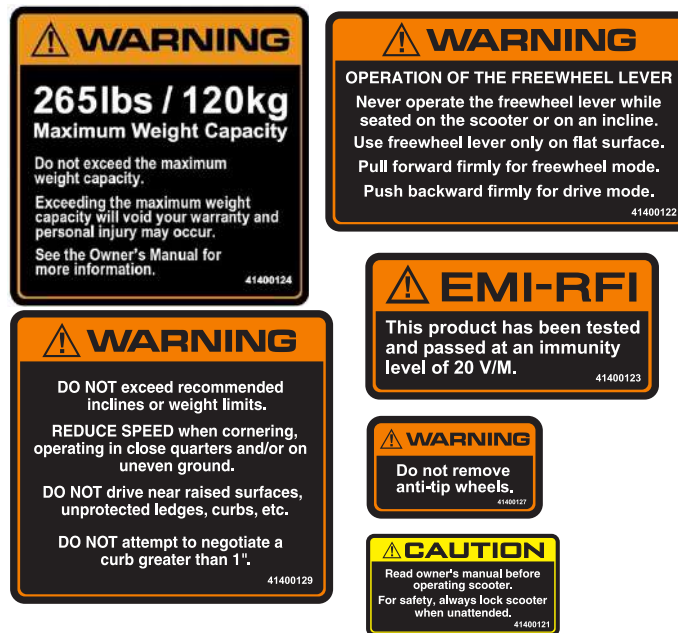 WARNING
265lbs / 120kg
Maximum Weight Capacity
Do not exceed the maximum
weight capacity.
Exceeding the maximum weight
capacity will void your warranty and
personal injury may occur.
See the Owner's Manual for
more information.
41400124
WARNING
OPERATION OF THE FREEWHEEL LEVER
Never operate the freewheel lever while
seated on the scooter or on an incline.
Use freewheel lever only on flat surface.
Pull forward firmly for freewheel mode.
Push backward firmly for drive mode.
41400122
EMI-RFI
This product has been tested
and passed at an immunity
level of 20 V/M.
41400123
WARNING
DO NOT exceed recommended
inclines or weight limits.
REDUCE SPEED when cornering,
operating in close quarters and/or on
uneven ground.
DO NOT drive near raised surfaces,
unprotected ledges, curbs, etc.
DO NOT attempt to negotiate a
curb greater than 1".
41400129
WARNING
Do not remove
anti-tip wheels.
41400127
CAUTION
Read owner's manual before
operating scooter.
For safety, always lock scooter
when unattended.
41400121